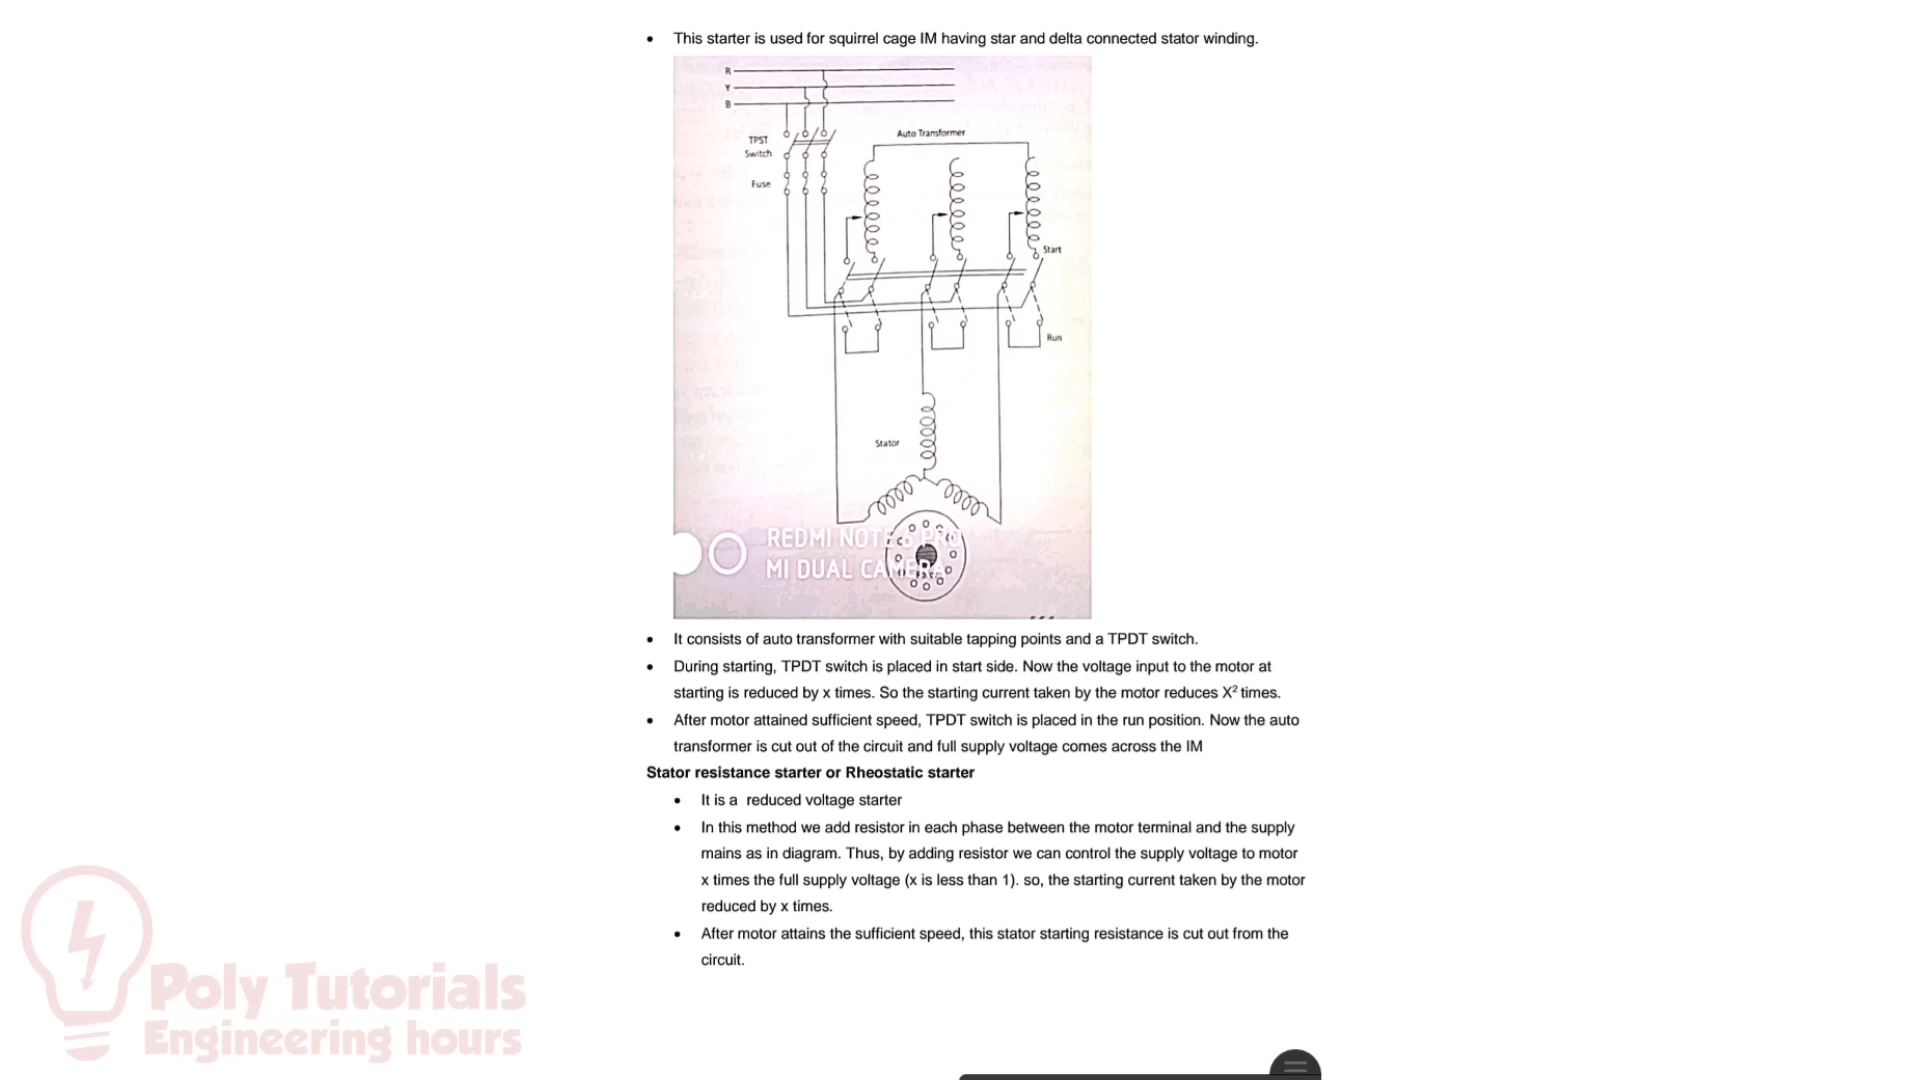 • This starter is used for squirrel cage IM having star and delta connected stator winding.
R
Y
B
TPST
Switch
Fuse
Auto Transformer
Start
Run
Stator
REDMI NOTE 5 PRO
MI DUAL CAMERA
• It consists of auto transformer with suitable tapping points and a TPDT switch.
• During starting, TPDT switch is placed in start side. Now the voltage input to the motor at
starting is reduced by x times. So the starting current taken by the motor reduces X² times.
• After motor attained sufficient speed, TPDT switch is placed in the run position. Now the auto
transformer is cut out of the circuit and full supply voltage comes across the IM
Stator resistance starter or Rheostatic starter
• It is a reduced voltage starter
• In this method we add resistor in each phase between the motor terminal and the supply
mains as in diagram. Thus, by adding resistor we can control the supply voltage to motor
x times the full supply voltage (x is less than 1). so, the starting current taken by the motor
reduced by x times.
• After motor attains the sufficient speed, this stator starting resistance is cut out from the
circuit.
Poly Tutorials
Engineering hours